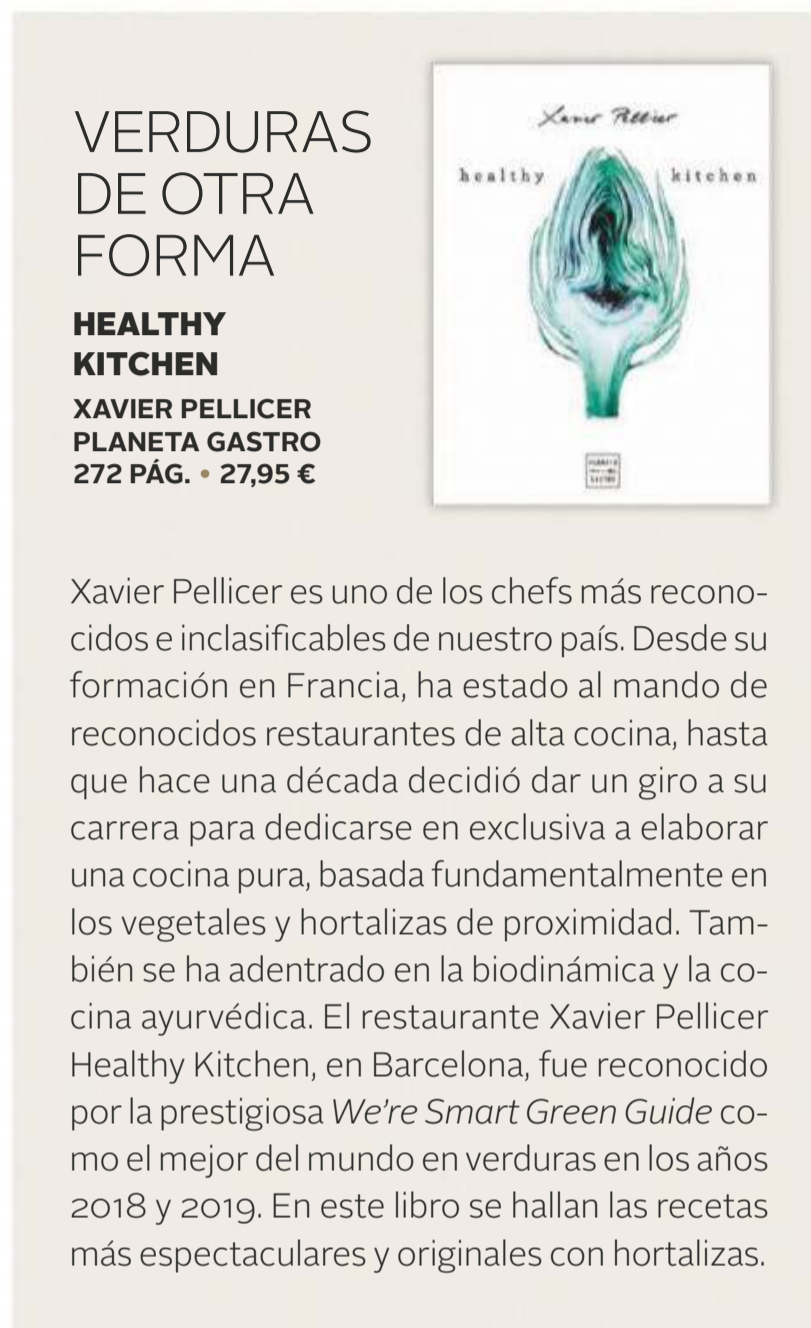 VERDURAS
DE OTRA
FORMA
HEALTHY
KITCHEN
XAVIER PELLICER
PLANETA GASTRO
272 PÁG. • 27,95 €
Xavier Pellicer
healthy kitchen
Xavier Pellicer es uno de los chefs más recono-
cidos e inclasificables de nuestro país. Desde su
formación en Francia, ha estado al mando de
reconocidos restaurantes de alta cocina, hasta
que hace una década decidió dar un giro a su
carrera para dedicarse en exclusiva a elaborar
una cocina pura, basada fundamentalmente en
los vegetales y hortalizas de proximidad. Tam-
bién se ha adentrado en la biodinámica y la co-
cina ayurvédica. El restaurante Xavier Pellicer
Healthy Kitchen, en Barcelona, fue reconocido
por la prestigiosa We're Smart Green Guide co-
mo el mejor del mundo en verduras en los años
2018 y 2019. En este libro se hallan las recetas
más espectaculares y originales con hortalizas.